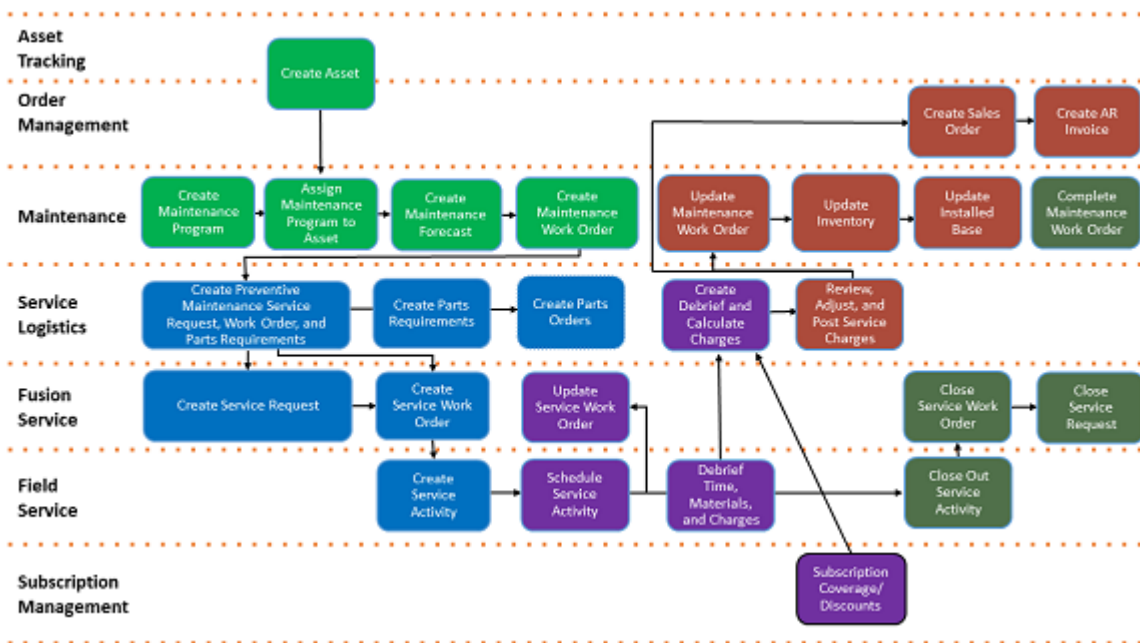 Asset
Tracking
Create Asset
Order
Management
Create Sales
Order
Create AR
Invoice
Maintenance
Create
Maintenance
Program
Assign
Maintenance
Program to
Asset
Create
Maintenance
Forecast
Create
Maintenance
Work Order
Update
Maintenance
Work Order
Update
Inventory
Update
Installed
Base
Complete
Maintenance
Work Order
Service
Logistics
Create Preventive
Maintenance Service
Request, Work Order, and
Parts Requirements
Create Parts
Requirements
Create Parts
Orders
Create
Debrief and
Calculate
Charges
Review,
Adjust, and
Post Service
Charges
Fusion
Service
Create Service Request
Create
Service Work
Order
Update
Service Work
Order
Close
Service Work
Order
Close
Service
Request
Field
Service
Create
Service
Activity
Schedule
Service
Activity
Debrief
Time,
Materials,
and Charges
Close Out
Service
Activity
Subscription
Management
Subscription
Coverage/
Discounts